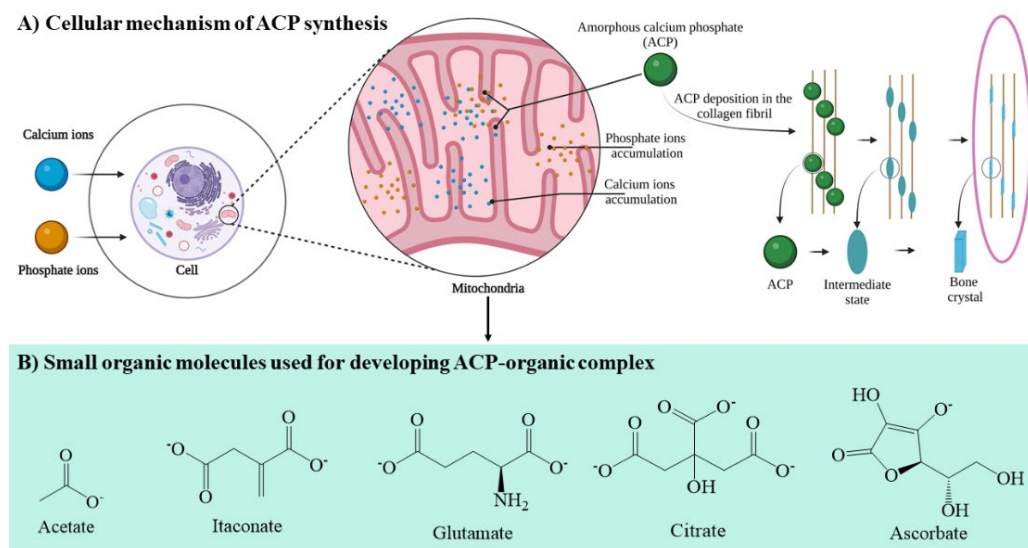 A) Cellular mechanism of ACP synthesis
Calcium ions
Phosphate ions
Cell
Mitochondria
Amorphous calcium phosphate
(ACP)
ACP deposition in the
collagen fibril
Phosphate ions
accumulation
Calcium ions
accumulation
ACP
Intermediate
state
Bone
crystal
B) Small organic molecules used for developing ACP-organic complex
O
O-
Acetate
-O
O
O
O-
Itaconate
O
-O
O
O-
NH2
Glutamate
O
O-
O
-O
O
O-
OH
Citrate
HO
O-
O
O
OH
OH
Ascorbate